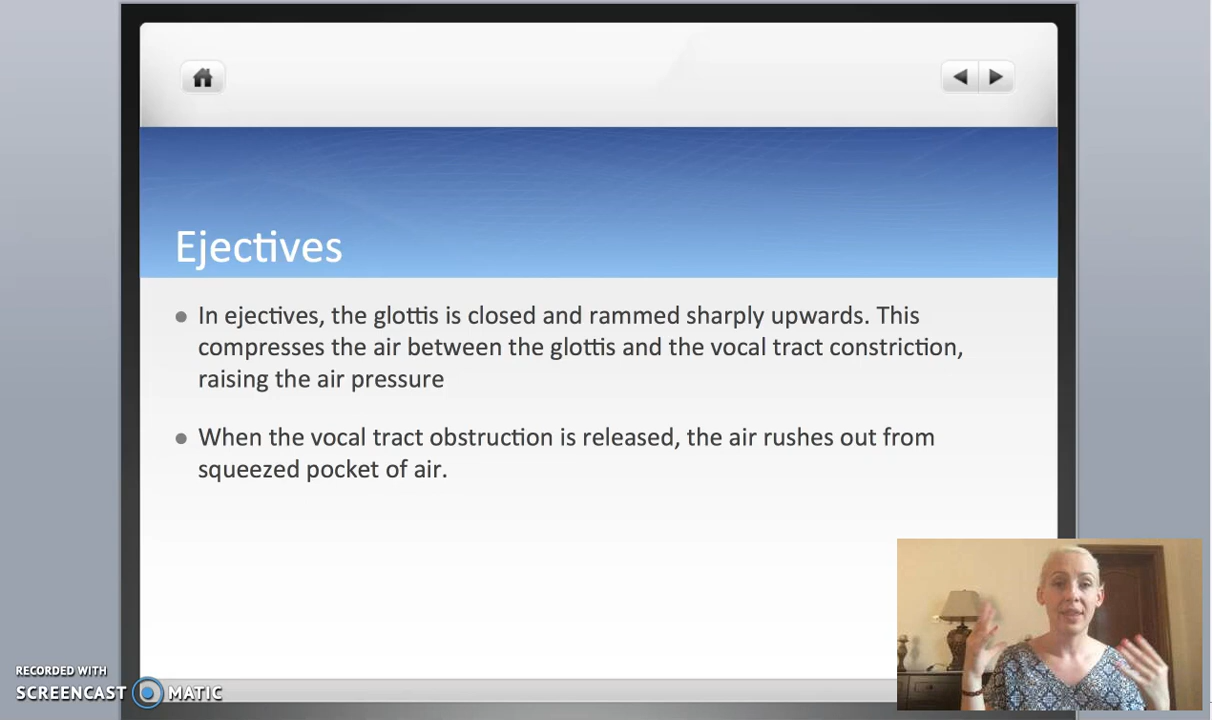 Ejectives
In ejectives, the glottis is closed and rammed sharply upwards. This
compresses the air between the glottis and the vocal tract constriction,
raising the air pressure
When the vocal tract obstruction is released, the air rushes out from
squeezed pocket of air.
RECORDED WITH
SCREENCAST MATIC